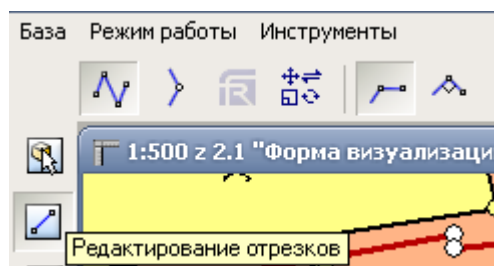 База Режим работы Инструменты
1:500 z 2.1 "Форма визуализаци
Редактирование отрезков